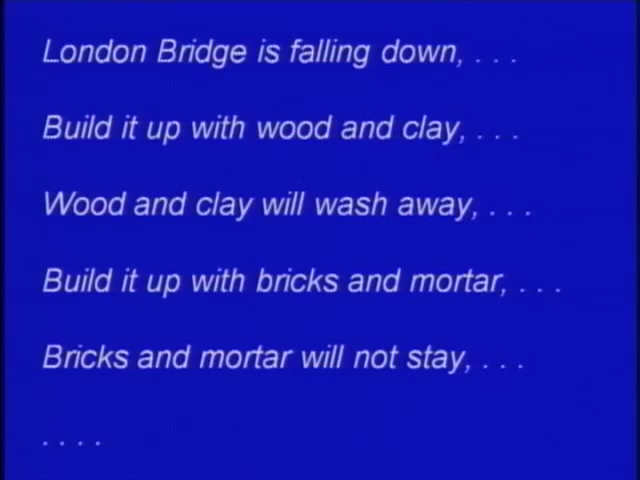 London Bridge is falling down, . . .
Build it up with wood and clay, . . .
Wood and clay will wash away, . . .
Build it up with bricks and mortar, . . .
Bricks and mortar will not stay, . . .
. . . .